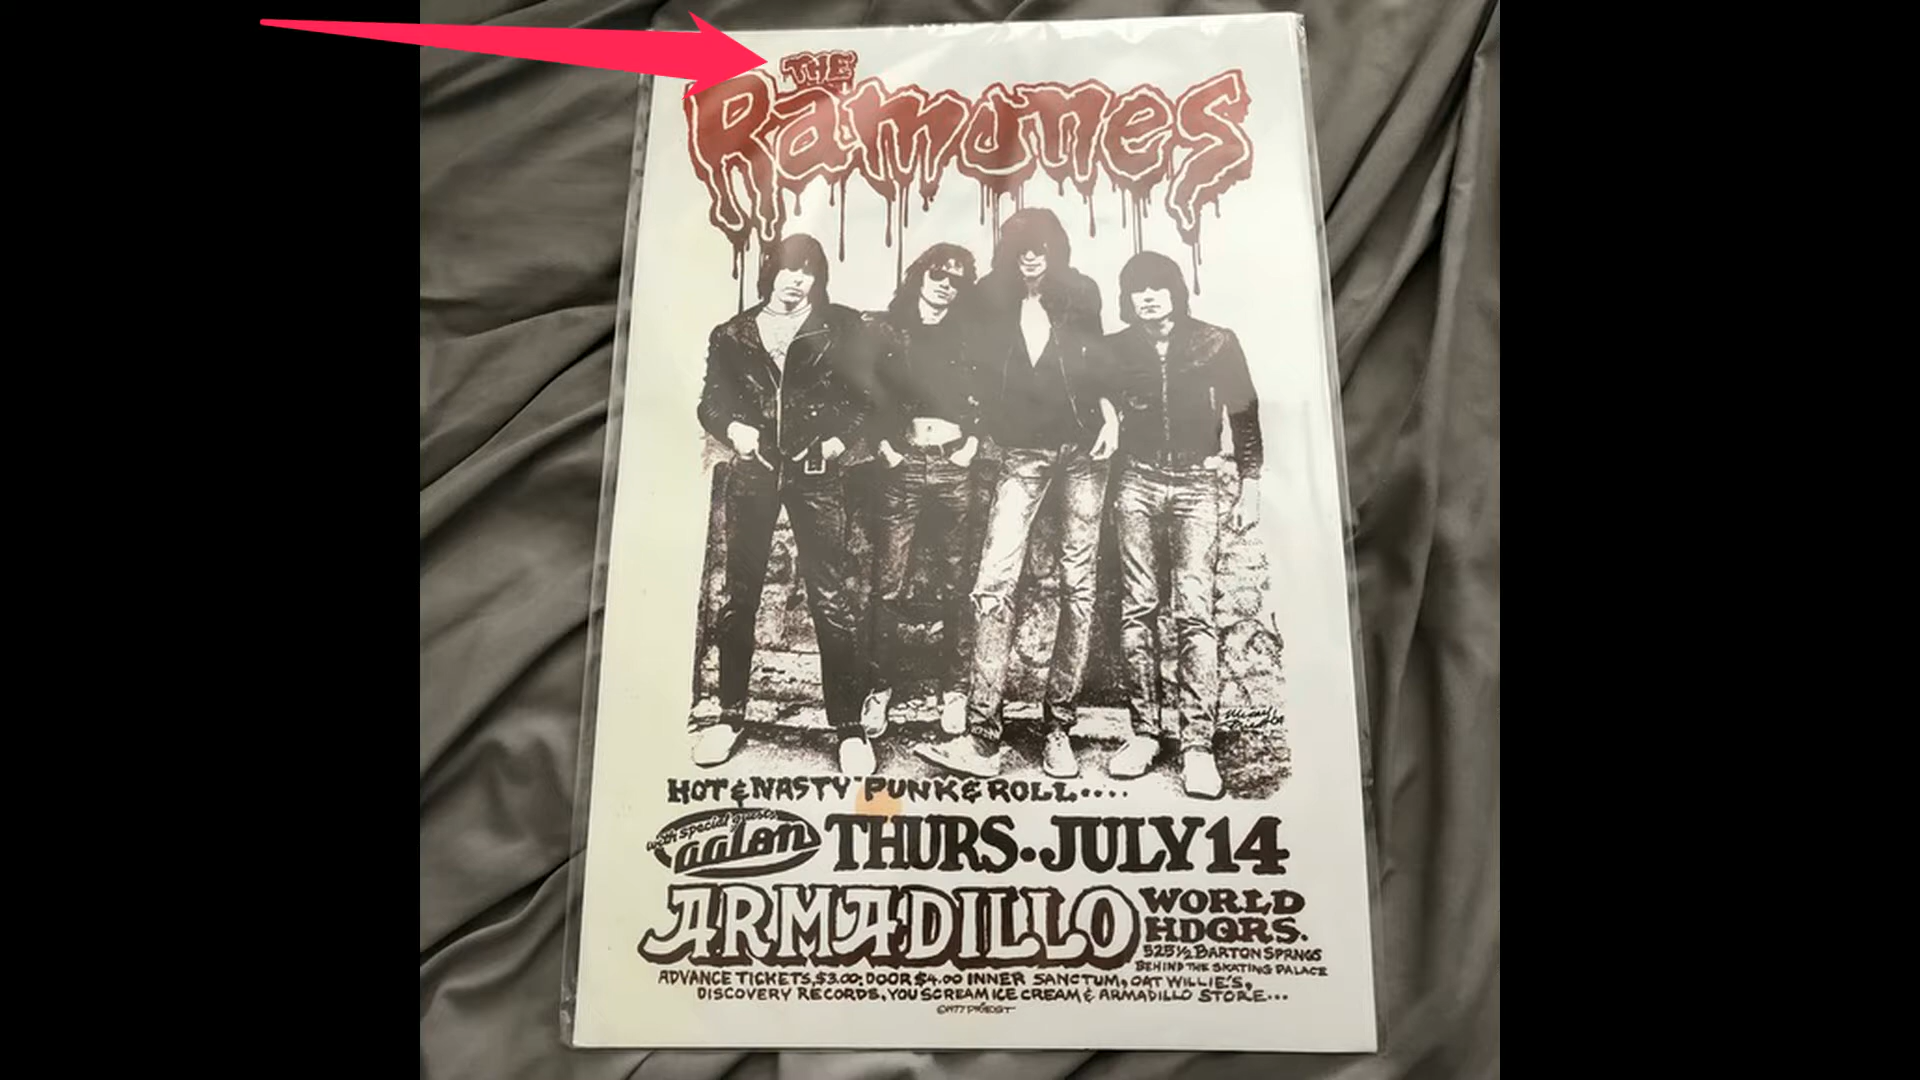 THE
Ramones
HOT & NASTY "PUNK & ROLL....
with special guests
THURS. JULY 14
ARMADILLO
WORLD
HDQRS.
525½ BARTON SPRNGS
BEHIND THE SKATING PALACE
ADVANCE TICKETS, $3.00; DOOR $4.00 INNER SANCTUM, OAT WILLIE'S,
DISCOVERY RECORDS, YOU SCREAM ICE CREAM & ARMADILLO STORE...
©1977 PRIEST